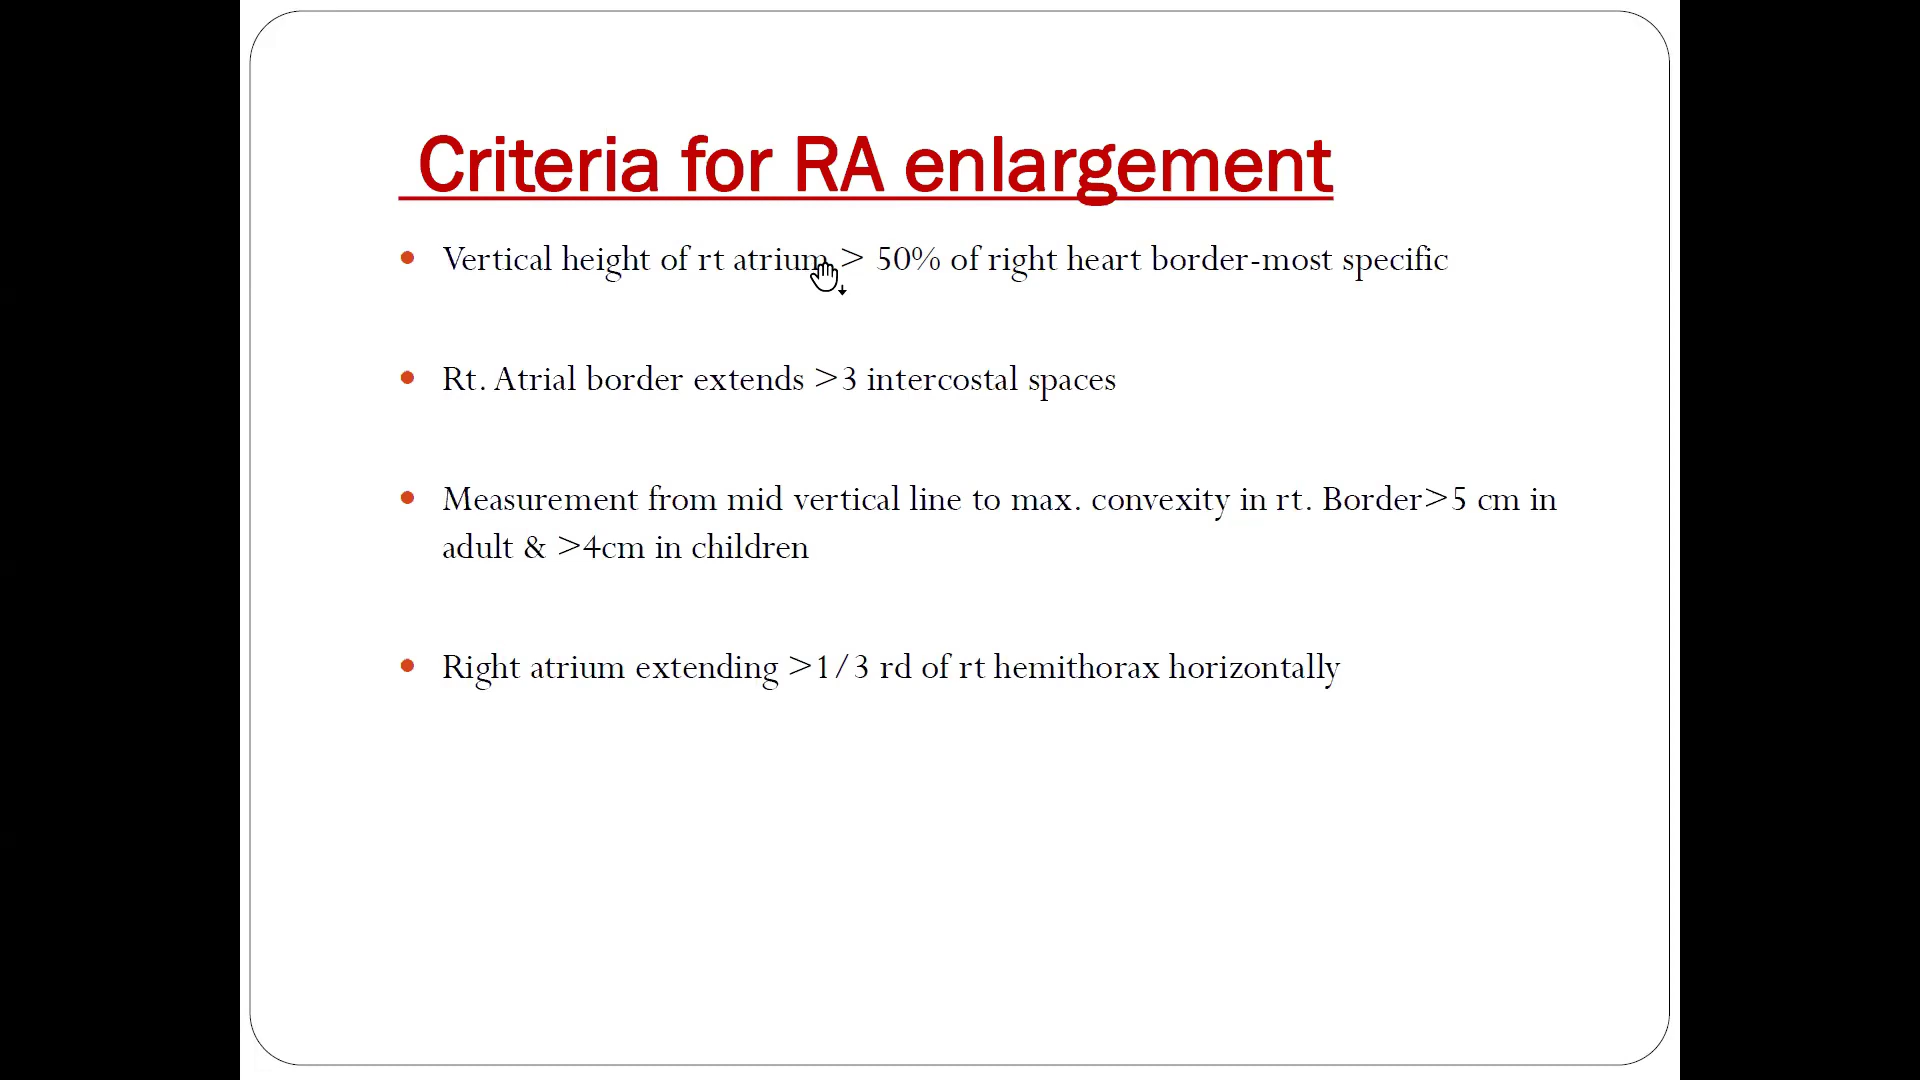 Criteria for RA enlargement
• Vertical height of rt atrium > 50% of right heart border-most specific
• Rt. Atrial border extends >3 intercostal spaces
• Measurement from mid vertical line to max. convexity in rt. Border>5 cm in
adult & >4cm in children
• Right atrium extending >1/3 rd of rt hemithorax horizontally